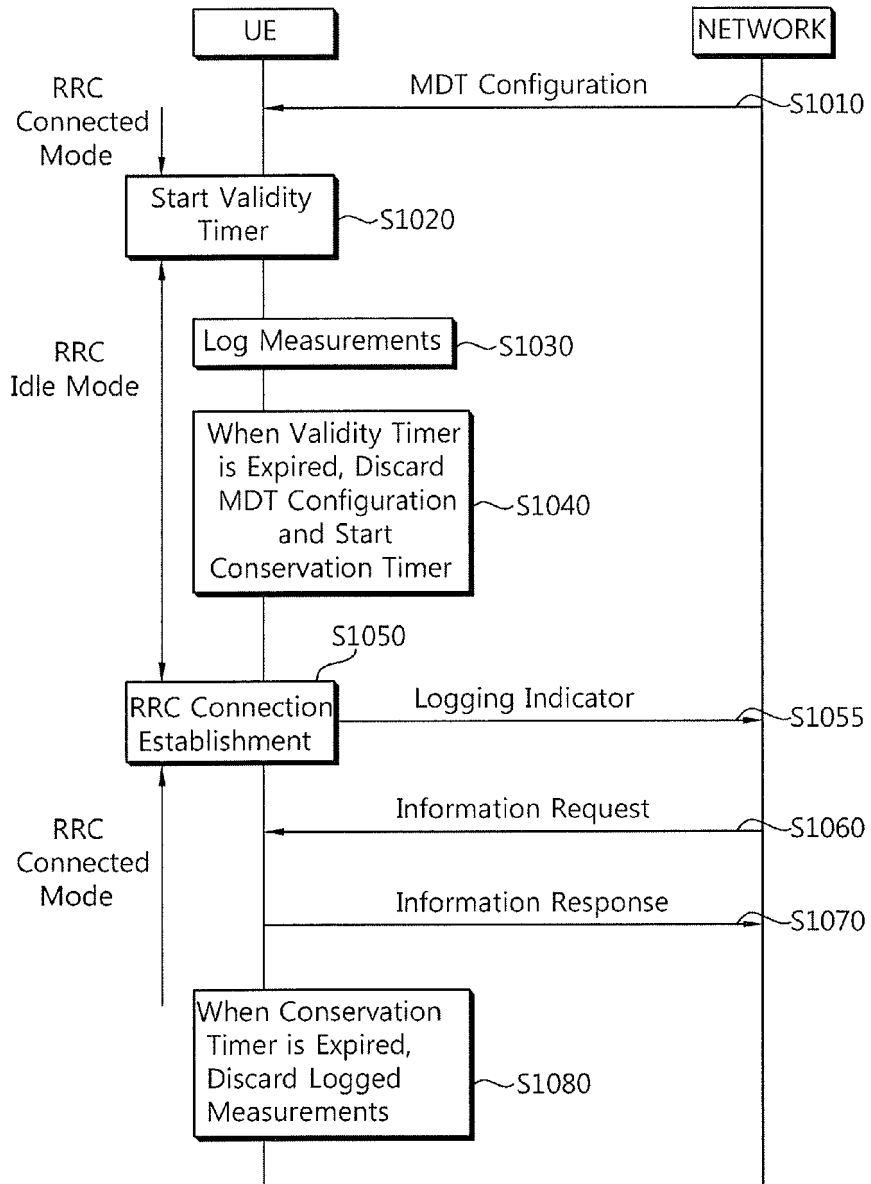 UE
NETWORK
MDT Configuration
S1010
RRC
Connected
Mode
Start Validity
Timer
S1020
Log Measurements
S1030
RRC
Idle Mode
When Validity Timer
is Expired, Discard
MDT Configuration
and Start
Conservation Timer
S1040
S1050
RRC Connection
Establishment
Logging Indicator
S1055
Information Request
S1060
RRC
Connected
Mode
Information Response
S1070
When Conservation
Timer is Expired,
Discard Logged
Measurements
S1080